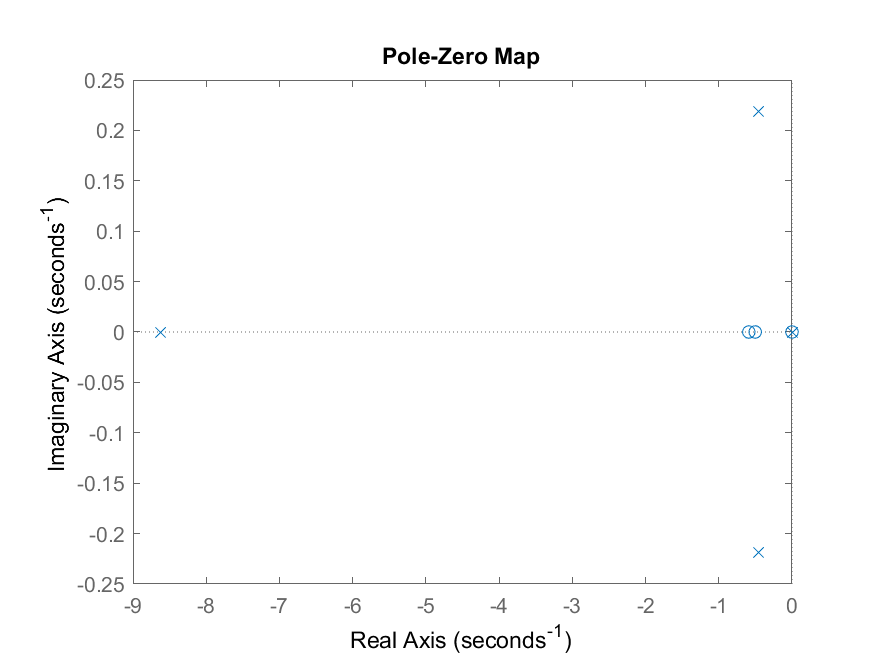 Pole-Zero Map
0.25
0.2
0.15
0.1
0.05
0
-0.05
-0.1
-0.15
-0.2
-0.25
Imaginary Axis (seconds⁻¹)
-9 -8 -7 -6 -5 -4 -3 -2 -1 0
Real Axis (seconds⁻¹)